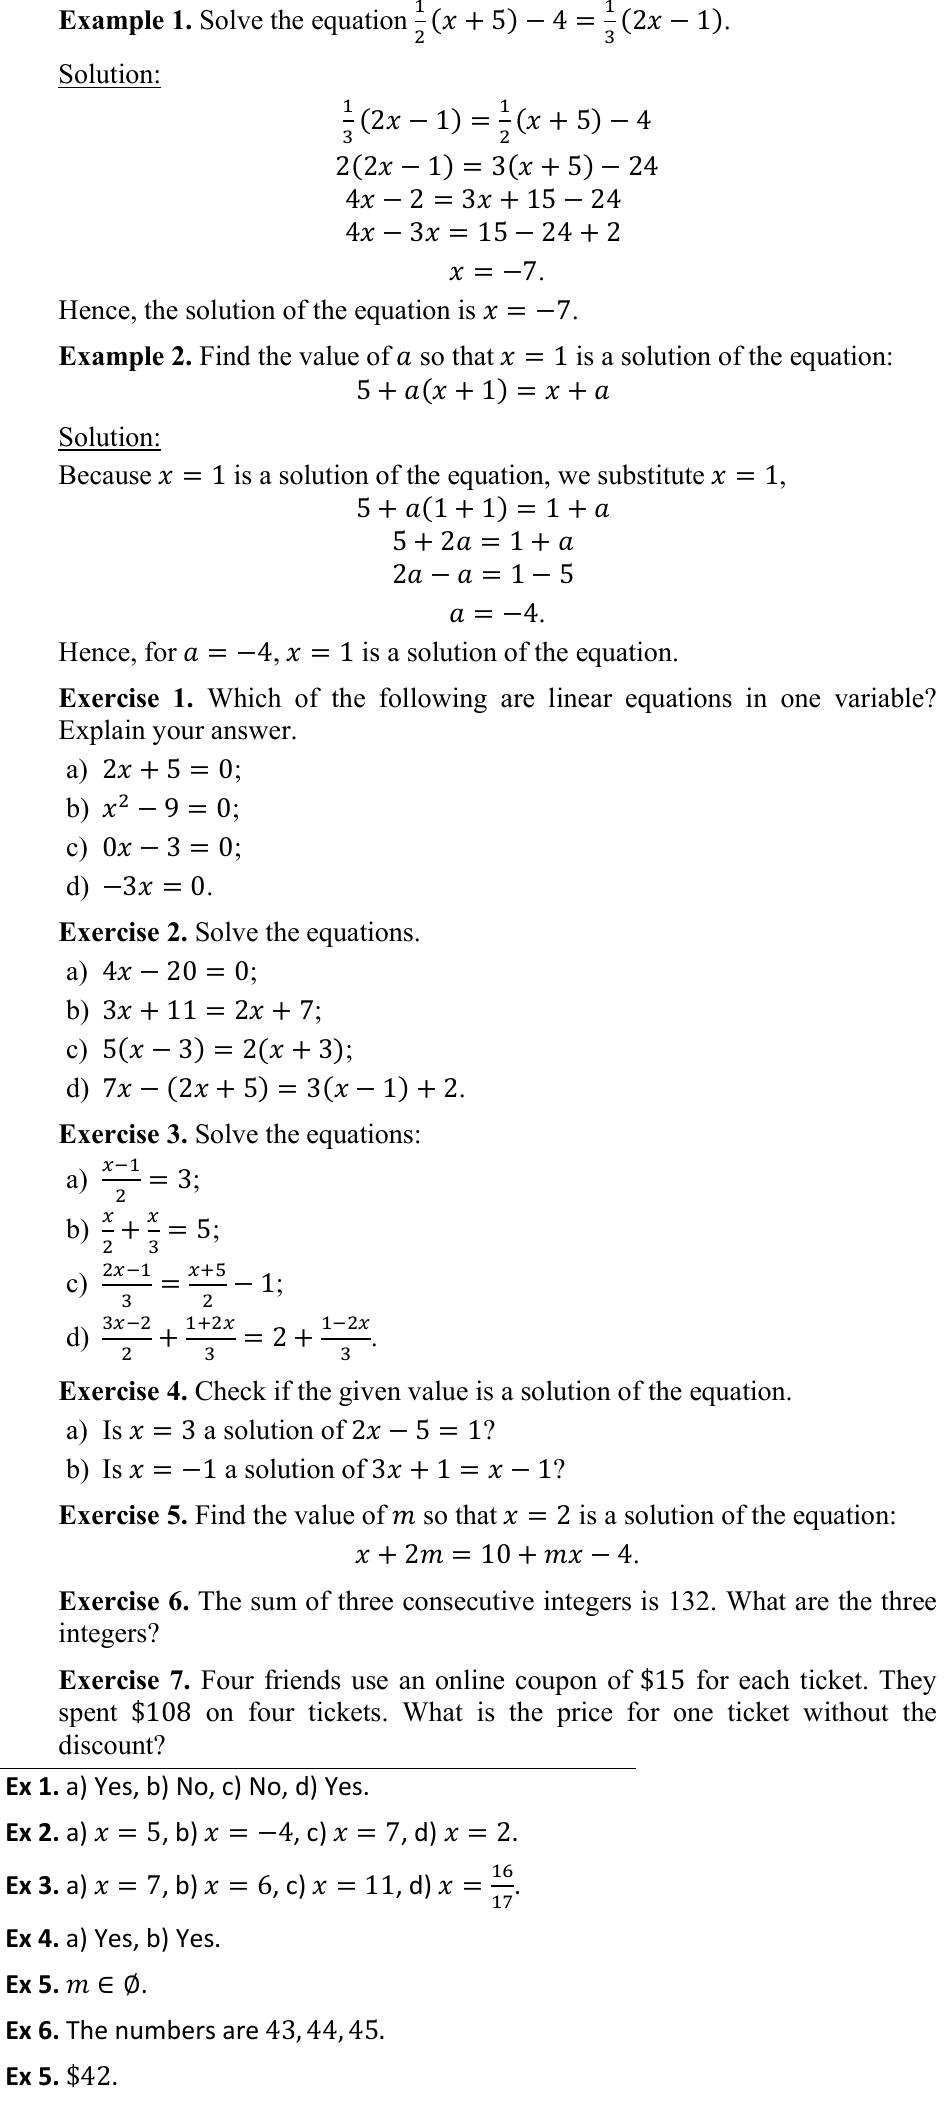 Example 1. Solve the equation 1/2 (x + 5) − 4 = 1/3 (2x − 1).
Solution:
1/3 (2x − 1) = 1/2 (x + 5) − 4
2(2x − 1) = 3(x + 5) − 24
4x − 2 = 3x + 15 − 24
4x − 3x = 15 − 24 + 2
x = −7.
Hence, the solution of the equation is x = −7.
Example 2. Find the value of a so that x = 1 is a solution of the equation:
5 + a(x + 1) = x + a
Solution:
Because x = 1 is a solution of the equation, we substitute x = 1,
5 + a(1 + 1) = 1 + a
5 + 2a = 1 + a
2a − a = 1 − 5
a = −4.
Hence, for a = −4, x = 1 is a solution of the equation.
Exercise 1. Which of the following are linear equations in one variable?
Explain your answer.
a) 2x + 5 = 0;
b) x² − 9 = 0;
c) 0x − 3 = 0;
d) −3x = 0.
Exercise 2. Solve the equations.
a) 4x − 20 = 0;
b) 3x + 11 = 2x + 7;
c) 5(x − 3) = 2(x + 3);
d) 7x − (2x + 5) = 3(x − 1) + 2.
Exercise 3. Solve the equations:
a) (x−1)/2 = 3;
b) x/2 + x/3 = 5;
c) (2x−1)/3 = (x+5)/2 − 1;
d) (3x−2)/2 + (1+2x)/3 = 2 + (1−2x)/3.
Exercise 4. Check if the given value is a solution of the equation.
a) Is x = 3 a solution of 2x − 5 = 1?
b) Is x = −1 a solution of 3x + 1 = x − 1?
Exercise 5. Find the value of m so that x = 2 is a solution of the equation:
x + 2m = 10 + mx − 4.
Exercise 6. The sum of three consecutive integers is 132. What are the three
integers?
Exercise 7. Four friends use an online coupon of $15 for each ticket. They
spent $108 on four tickets. What is the price for one ticket without the
discount?
Ex 1. a) Yes, b) No, c) No, d) Yes.
Ex 2. a) x = 5, b) x = −4, c) x = 7, d) x = 2.
Ex 3. a) x = 7, b) x = 6, c) x = 11, d) x = 16/17.
Ex 4. a) Yes, b) Yes.
Ex 5. m ∈ ∅.
Ex 6. The numbers are 43, 44, 45.
Ex 5. $42.